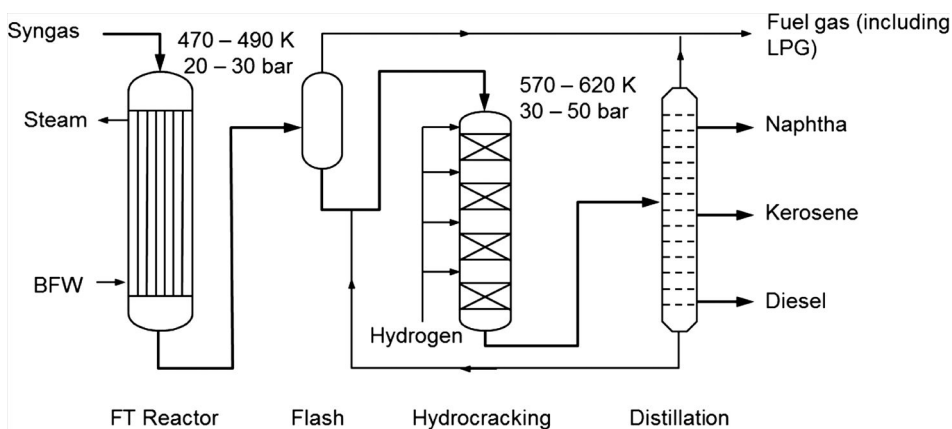 Syngas
470 – 490 K
20 – 30 bar
Fuel gas (including
LPG)
570 – 620 K
30 – 50 bar
Steam
Naphtha
Kerosene
BFW
Diesel
Hydrogen
FT Reactor
Flash
Hydrocracking
Distillation